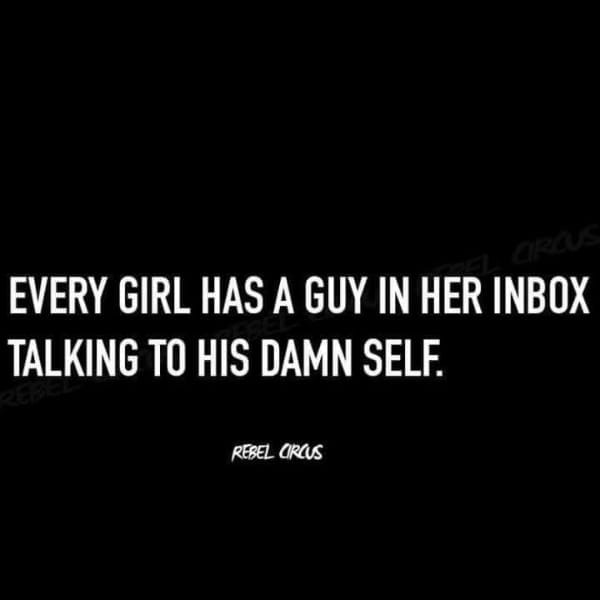 EVERY GIRL HAS A GUY IN HER INBOX
TALKING TO HIS DAMN SELF.
REBEL CIRCUS